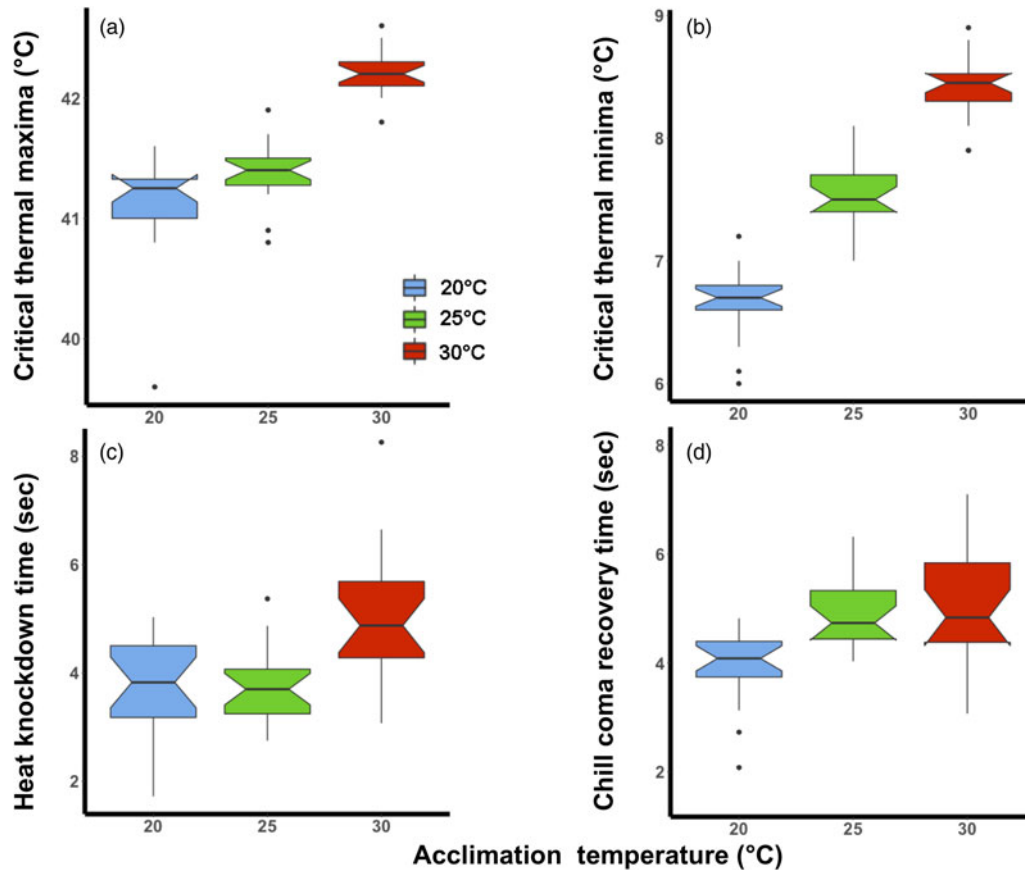 (a)
Critical thermal maxima (°C)
42
41
40
20 25 30
20°C
25°C
30°C
(b)
Critical thermal minima (°C)
9
8
7
6
20 25 30
(c)
Heat knockdown time (sec)
8
6
4
2
20 25 30
(d)
Chill coma recovery time (sec)
8
6
4
2
20 25 30
Acclimation temperature (°C)